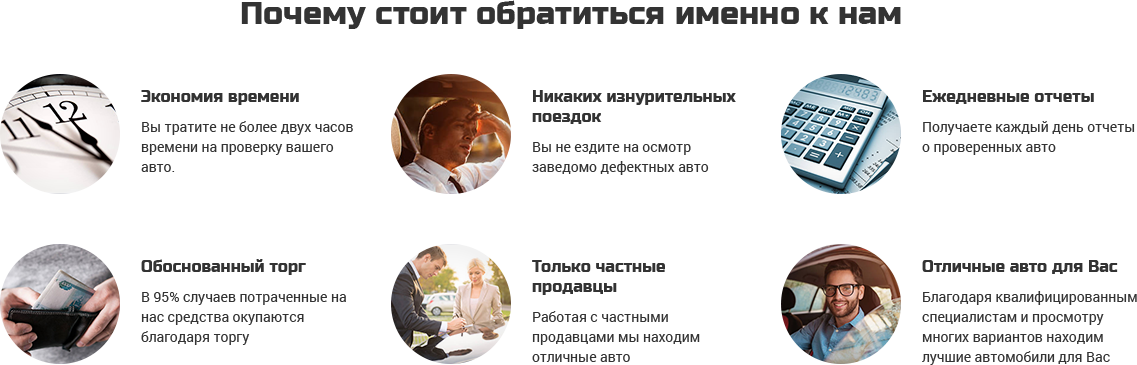 Почему стоит обратиться именно к нам
12
11
Экономия времени
Вы тратите не более двух часов
времени на проверку вашего
авто.
Никаких изнурительных
поездок
Вы не ездите на осмотр
заведомо дефектных авто
12483
Ежедневные отчеты
Получаете каждый день отчеты
о проверенных авто
Обоснованный торг
В 95% случаев потраченные на
нас средства окупаются
благодаря торгу
Только частные
продавцы
Работая с частными
продавцами мы находим
отличные авто
Отличные авто для Вас
Благодаря квалифицированным
специалистам и просмотру
многих вариантов находим
лучшие автомобили для Вас